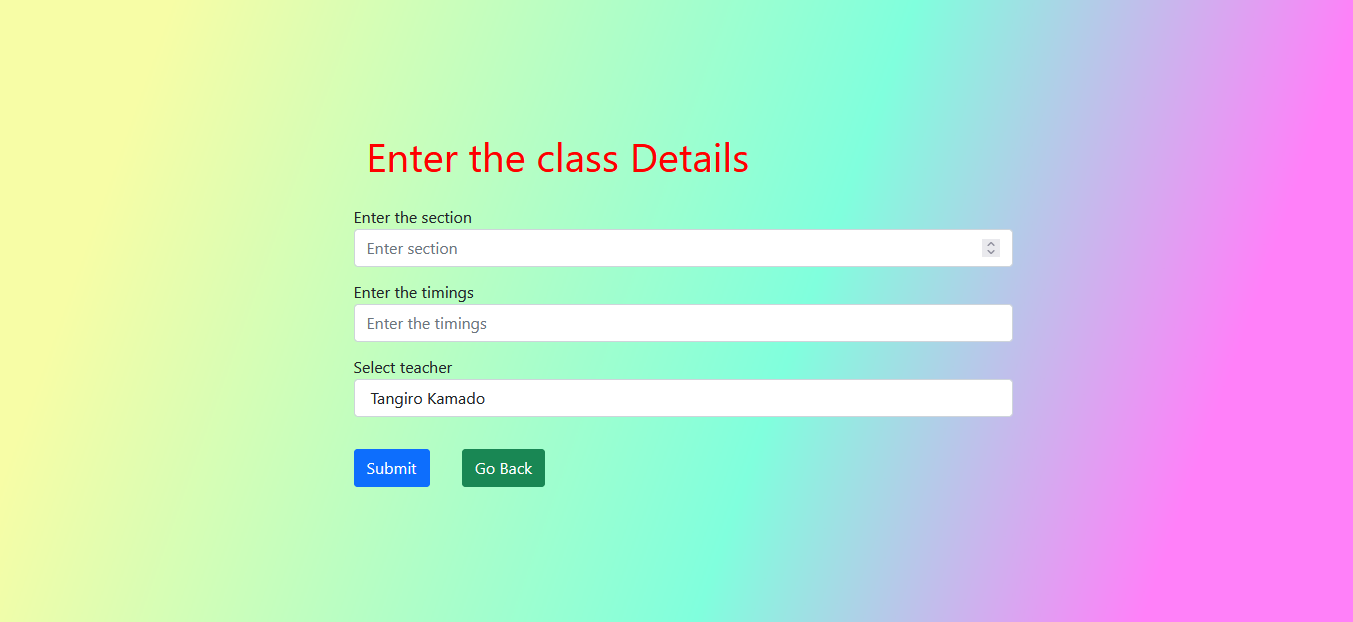 Enter the class Details
Enter the section
Enter section
Enter the timings
Enter the timings
Select teacher
Tangiro Kamado
Submit Go Back